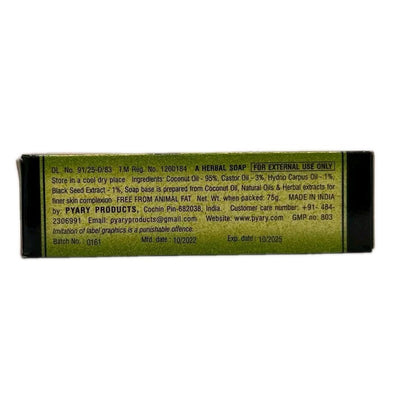 DL. No. 91/25-D/83 T.M Reg. No. 1260184 A HERBAL SOAP FOR EXTERNAL USE ONLY
Store in a cool dry place Ingredients: Coconut Oil - 95%, Castor Oil - 3%, Hydno Carpus Oil - 1%,
Black Seed Extract - 1%, Soap base is prepared from Coconut Oil, Natural Oils & Herbal extracts for
finer skin complexion FREE FROM ANIMAL FAT. Net Wt. when packed: 75g. MADE IN INDIA
by: PYARY PRODUCTS, Cochin Pin-682038, India. Customer care number: +91- 484-
2306991 Email: pyaryproducts@gmail.com Website: www.pyary.com GMP no: 803
Imitation of label graphics is a punishable offence.
Batch No. 0161 Mfd. date : 10/2022 Exp. date : 10/2025